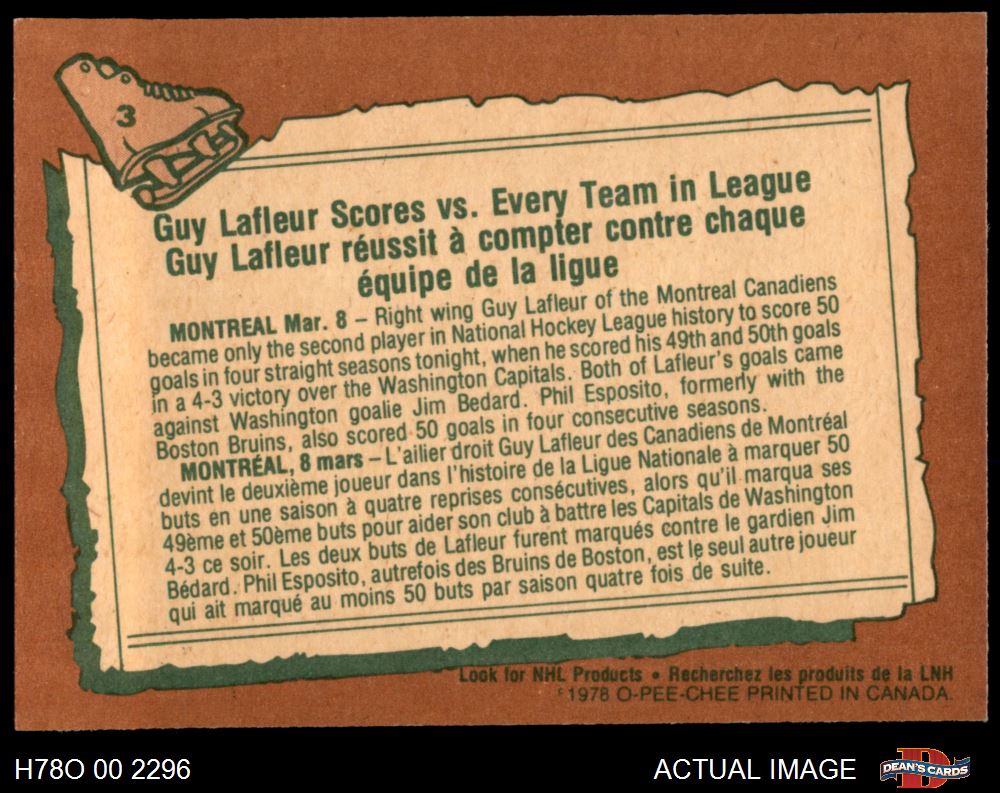 3
Guy Lafleur Scores vs. Every Team in League
Guy Lafleur réussit à compter contre chaque
équipe de la ligue
MONTREAL Mar. 8 – Right wing Guy Lafleur of the Montreal Canadiens
became only the second player in National Hockey League history to score 50
goals in four straight seasons tonight, when he scored his 49th and 50th goals
in a 4-3 victory over the Washington Capitals. Both of Lafleur's goals came
against Washington goalie Jim Bedard. Phil Esposito, formerly with the
Boston Bruins, also scored 50 goals in four consecutive seasons.
MONTRÉAL, 8 mars – L'ailier droit Guy Lafleur des Canadiens de Montréal
devint le deuxième joueur dans l'histoire de la Ligue Nationale à marquer 50
buts en une saison à quatre reprises consécutives, alors qu'il marqua ses
49ème et 50ème buts pour aider son club à battre les Capitals de Washington
4-3 ce soir. Les deux buts de Lafleur furent marqués contre le gardien Jim
Bédard. Phil Esposito, autrefois des Bruins de Boston, est le seul autre joueur
qui ait marqué au moins 50 buts par saison quatre fois de suite.
Look for NHL Products • Recherchez les produits de la LNH
©1978 O-PEE-CHEE PRINTED IN CANADA.
H78O 00 2296
ACTUAL IMAGE
DEAN'S CARDS